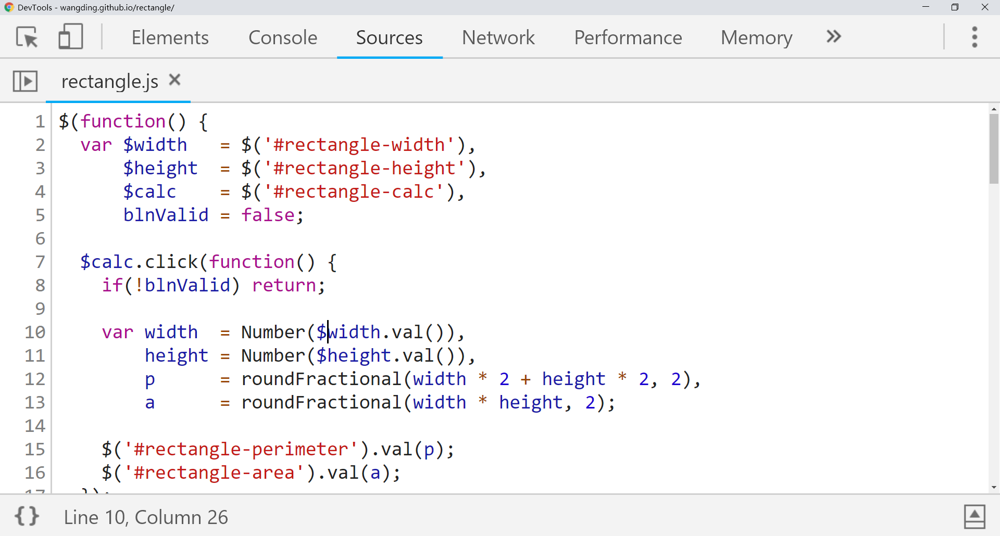 DevTools - wangding.github.io/rectangle/
Elements Console Sources Network Performance Memory »
rectangle.js ×
1 $(function() {
2   var $width   = $('#rectangle-width'),
3       $height  = $('#rectangle-height'),
4       $calc    = $('#rectangle-calc'),
5       blnValid = false;
6
7   $calc.click(function() {
8     if(!blnValid) return;
9
10     var width  = Number($width.val()),
11         height = Number($height.val()),
12         p      = roundFractional(width * 2 + height * 2, 2),
13         a      = roundFractional(width * height, 2);
14
15     $('#rectangle-perimeter').val(p);
16     $('#rectangle-area').val(a);
17   });
{} Line 10, Column 26